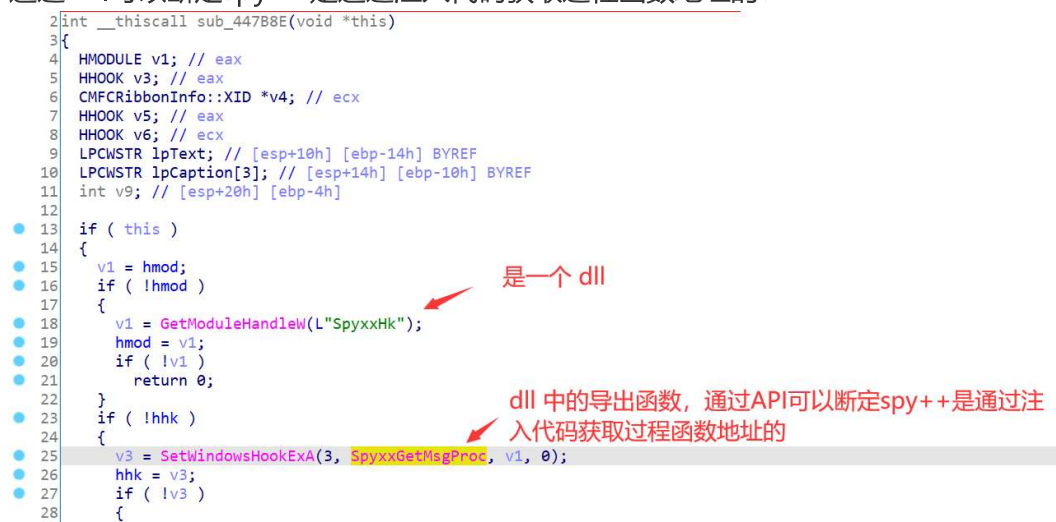 2 int __thiscall sub_447B8E(void *this)
3 {
4 HMODULE v1; // eax
5 HHOOK v3; // eax
6 CMFCRibbonInfo::XID *v4; // ecx
7 HHOOK v5; // eax
8 HHOOK v6; // ecx
9 LPCWSTR lpText; // [esp+10h] [ebp-14h] BYREF
10 LPCWSTR lpCaption[3]; // [esp+14h] [ebp-10h] BYREF
11 int v9; // [esp+20h] [ebp-4h]
12
13 if ( this )
14 {
15 v1 = hmod;
16 if ( !hmod )
是一个 dll
17 {
18 v1 = GetModuleHandleW(L"SpyxxHk");
19 hmod = v1;
20 if ( !v1 )
21 return 0;
22 }
dll 中的导出函数，通过API可以断定spy++是通过注
23 if ( !hhk )
入代码获取过程函数地址的
24 {
25 v3 = SetWindowsHookExA(3, SpyxxGetMsgProc, v1, 0);
26 hhk = v3;
27 if ( !v3 )
28 {